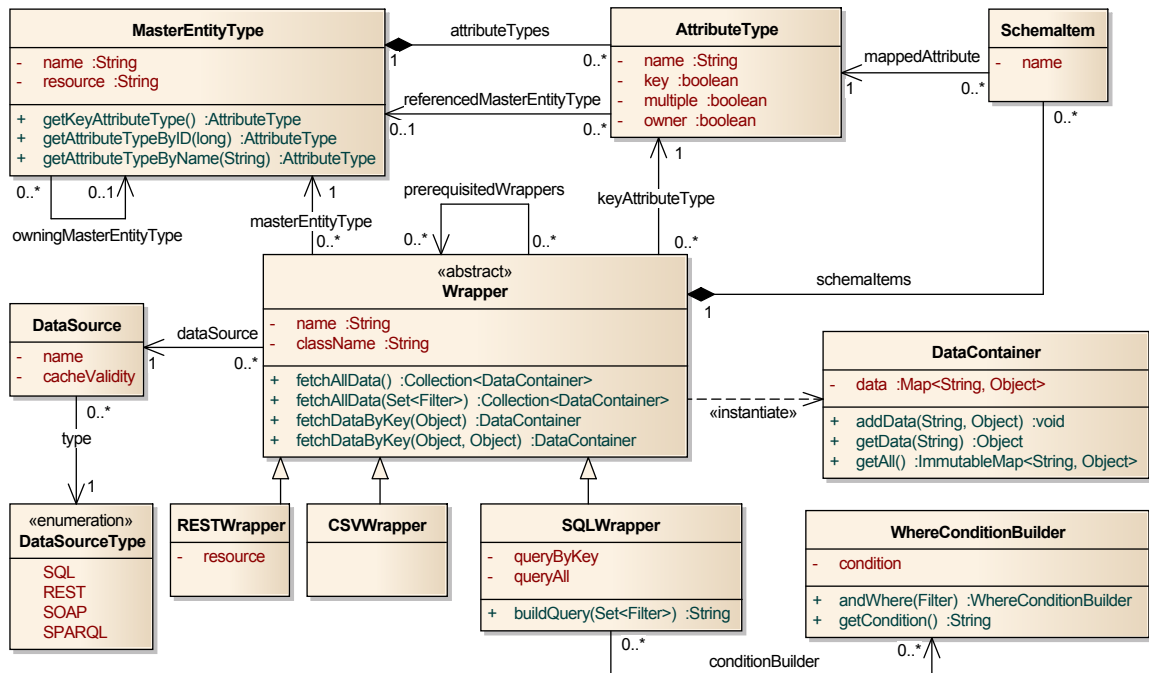 MasterEntityType
- name :String
- resource :String
+ getKeyAttributeType() :AttributeType
+ getAttributeTypeByID(long) :AttributeType
+ getAttributeTypeByName(String) :AttributeType
attributeTypes
1
0..*
referencedMasterEntityType
0..1
0..*
AttributeType
- name :String
- key :boolean
- multiple :boolean
- owner :boolean
mappedAttribute
1
0..*
SchemaItem
- name
0..*
0..*
0..1
owningMasterEntityType
1
masterEntityType
0..*
prerequisitedWrappers
0..*
0..*
1
keyAttributeType
0..*
«abstract»
Wrapper
- name :String
- className :String
+ fetchAllData() :Collection<DataContainer>
+ fetchAllData(Set<Filter>) :Collection<DataContainer>
+ fetchDataByKey(Object) :DataContainer
+ fetchDataByKey(Object, Object) :DataContainer
schemaItems
1
DataSource
- name
- cacheValidity
dataSource
1
0..*
0..*
type
1
«instantiate»
DataContainer
- data :Map<String, Object>
+ addData(String, Object) :void
+ getData(String) :Object
+ getAll() :ImmutableMap<String, Object>
«enumeration»
DataSourceType
SQL
REST
SOAP
SPARQL
RESTWrapper
- resource
CSVWrapper
SQLWrapper
- queryByKey
- queryAll
+ buildQuery(Set<Filter>) :String
WhereConditionBuilder
- condition
+ andWhere(Filter) :WhereConditionBuilder
+ getCondition() :String
0..*
conditionBuilder
0..*